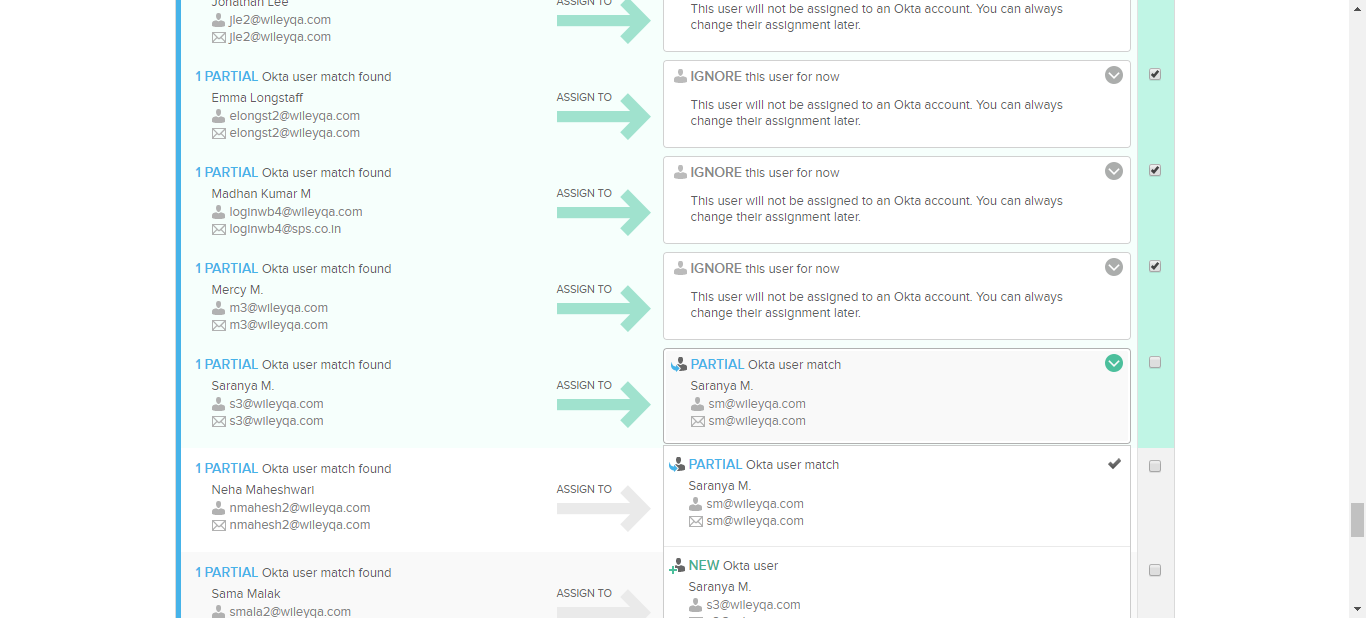 Jonathan Lee
jle2@wileyqa.com
jle2@wileyqa.com
ASSIGN TO
This user will not be assigned to an Okta account. You can always
change their assignment later.
1 PARTIAL Okta user match found
Emma Longstaff
elongst2@wileyqa.com
elongst2@wileyqa.com
ASSIGN TO
IGNORE this user for now
This user will not be assigned to an Okta account. You can always
change their assignment later.
1 PARTIAL Okta user match found
Madhan Kumar M
loginwb4@wileyqa.com
loginwb4@sps.co.in
ASSIGN TO
IGNORE this user for now
This user will not be assigned to an Okta account. You can always
change their assignment later.
1 PARTIAL Okta user match found
Mercy M.
m3@wileyqa.com
m3@wileyqa.com
ASSIGN TO
IGNORE this user for now
This user will not be assigned to an Okta account. You can always
change their assignment later.
1 PARTIAL Okta user match found
Saranya M.
s3@wileyqa.com
s3@wileyqa.com
ASSIGN TO
PARTIAL Okta user match
Saranya M.
sm@wileyqa.com
sm@wileyqa.com
1 PARTIAL Okta user match found
Neha Maheshwari
nmahesh2@wileyqa.com
nmahesh2@wileyqa.com
ASSIGN TO
PARTIAL Okta user match
Saranya M.
sm@wileyqa.com
sm@wileyqa.com
1 PARTIAL Okta user match found
Sama Malak
smala2@wileyqa.com
ASSIGN TO
NEW Okta user
Saranya M.
s3@wileyqa.com